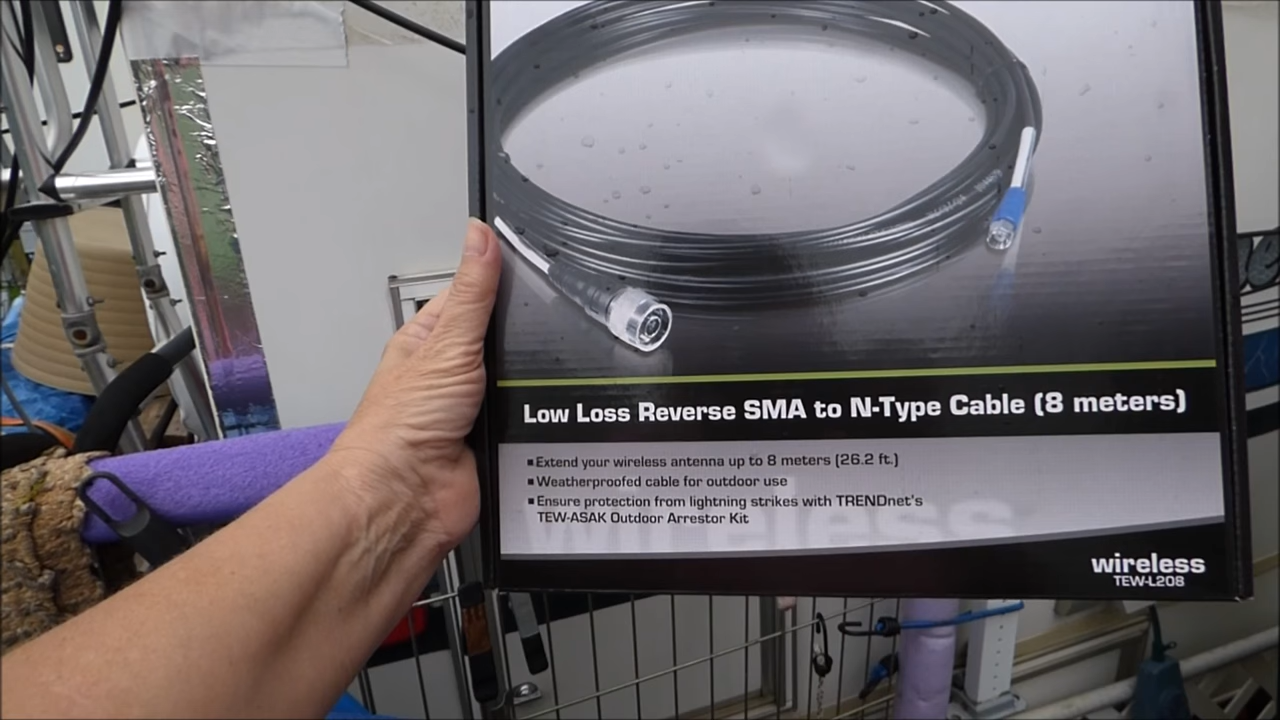 Low Loss Reverse SMA to N-Type Cable (8 meters)
▪Extend your wireless antenna up to 8 meters (26.2 ft.)
▪Weatherproofed cable for outdoor use
▪Ensure protection from lightning strikes with TRENDnet's
TEW-ASAK Outdoor Arrestor Kit
wireless
wireless
TEW-L208